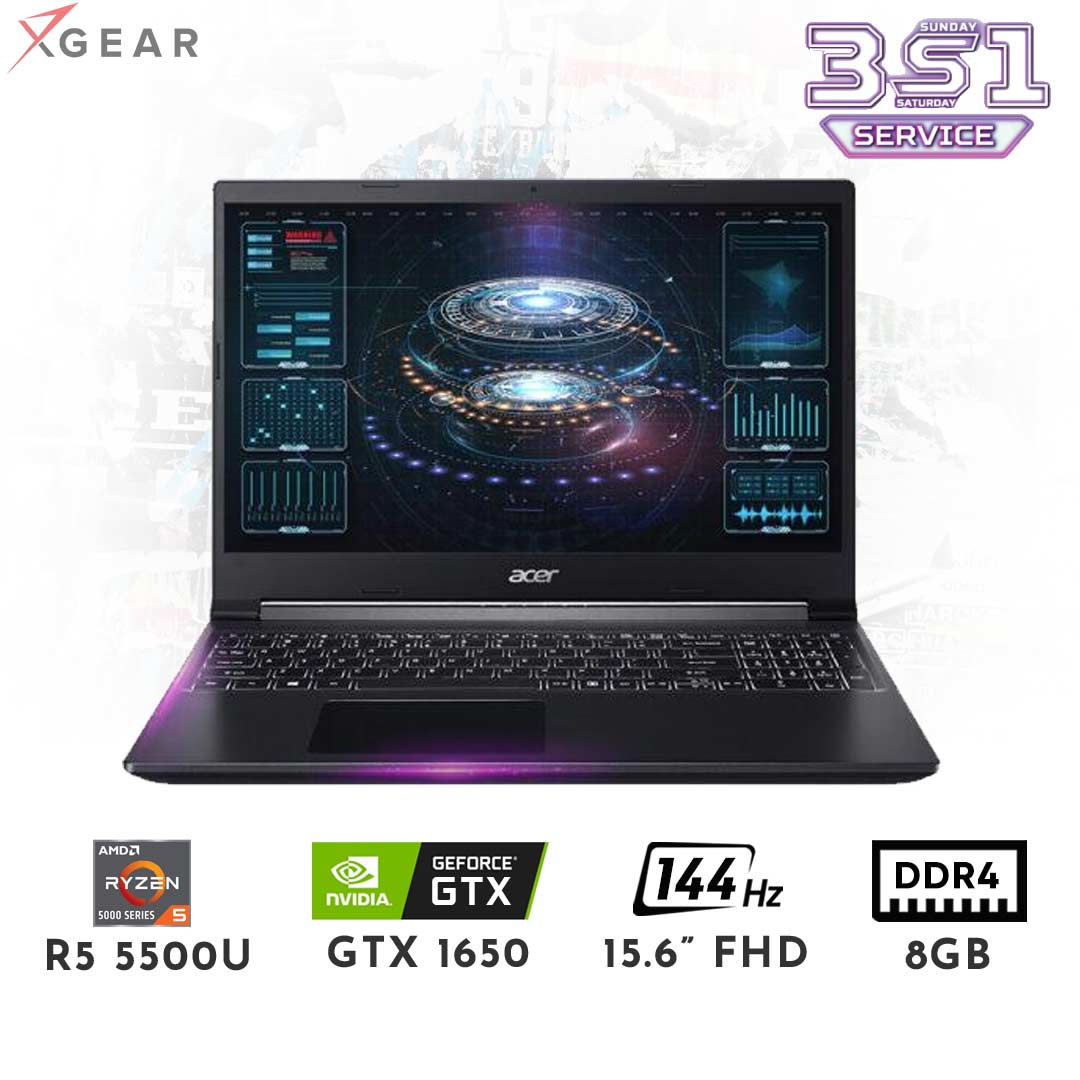 XGEAR
SUNDAY
3S1
SATURDAY
SERVICE
WARNING
acer
AMD
RYZEN
5000 SERIES 5
R5 5500U
NVIDIA.
GEFORCE®
GTX
GTX 1650
144Hz
15.6” FHD
DDR4
8GB